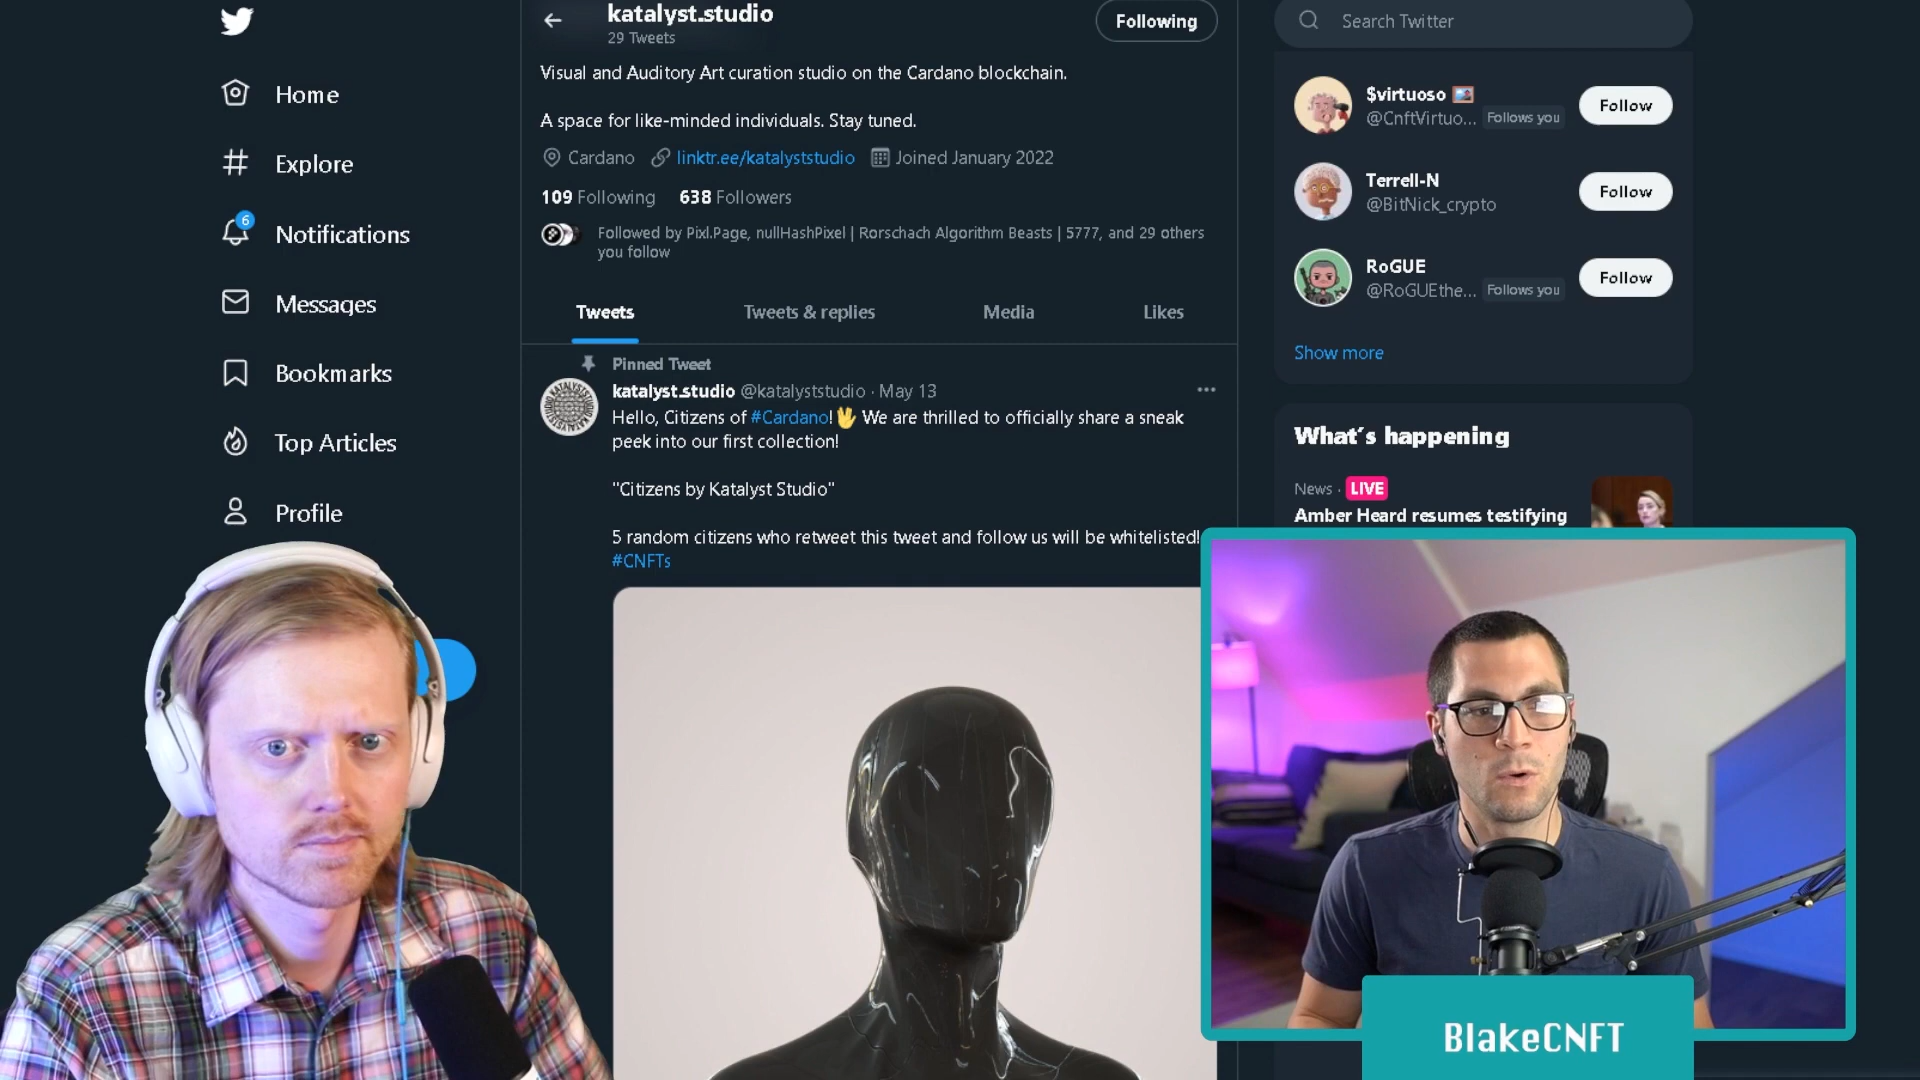 katalyst.studio
29 Tweets
Following
Search Twitter
Home
Explore
6
Notifications
Messages
Bookmarks
Top Articles
Profile
Visual and Auditory Art curation studio on the Cardano blockchain.
A space for like-minded individuals. Stay tuned.
Cardano linktr.ee/katalyststudio Joined January 2022
109 Following 638 Followers
Followed by Pixl.Page, nullHashPixel | Rorschach Algorithm Beasts | 5777, and 29 others
you follow
Tweets Tweets & replies Media Likes
Pinned Tweet
katalyst.studio @katalyststudio · May 13 ···
Hello, Citizens of #Cardano!🖖 We are thrilled to officially share a sneak
peek into our first collection!
"Citizens by Katalyst Studio"
5 random citizens who retweet this tweet and follow us will be whitelisted!
#CNFTs
$virtuoso
@CnftVirtuo... Follows you
Follow
Terrell-N
@BitNick_crypto
Follow
RoGUE
@RoGUEthe... Follows you
Follow
Show more
What's happening
News · LIVE
Amber Heard resumes testifying
BlakeCNFT